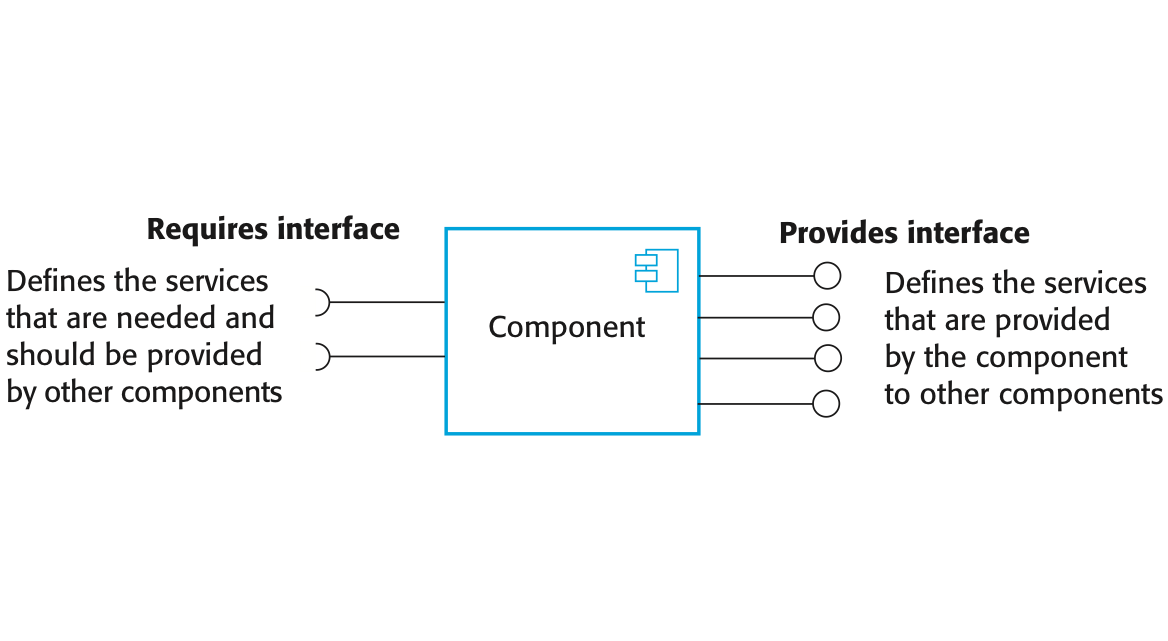 Requires interface
Defines the services
that are needed and
should be provided
by other components
Component
Provides interface
Defines the services
that are provided
by the component
to other components